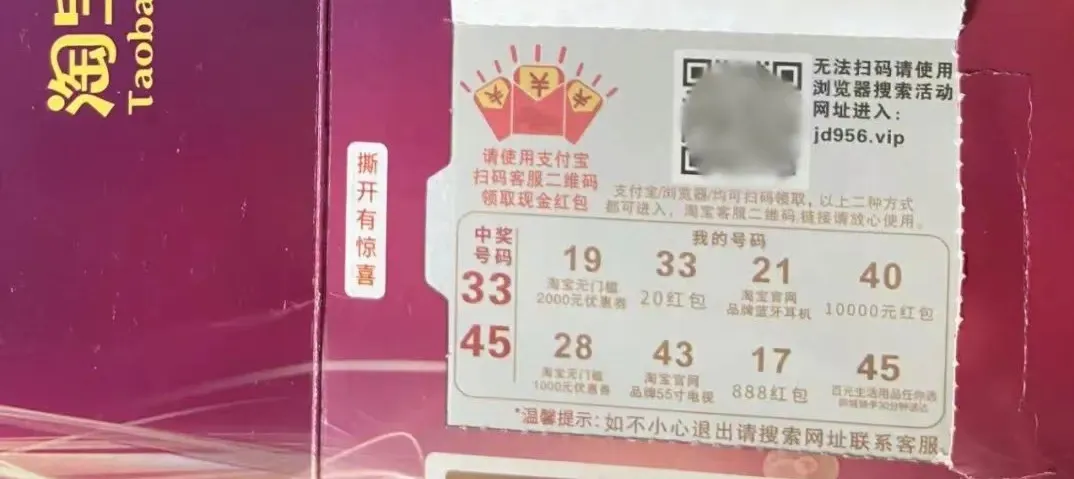 淘宝
Taoba
撕开有惊喜
请使用支付宝
扫码客服二维码
领取现金红包
无法扫码请使用
浏览器搜索活动
网址进入：
jd956.vip
支付宝/浏览器/均可扫码领取，以上二种方式
都可进入，淘宝客服二维码,链接请放心使用。
中奖
号码
33
45
我的号码
19
淘宝无门槛
2000元优惠券
33
20红包
21
淘宝官网
品牌蓝牙耳机
40
10000元红包
28
淘宝无门槛
1000元优惠券
43
淘宝官网
品牌55寸电视
17
888红包
45
百元生活用品任你选
*温馨提示：如不小心退出请搜索网址联系客服